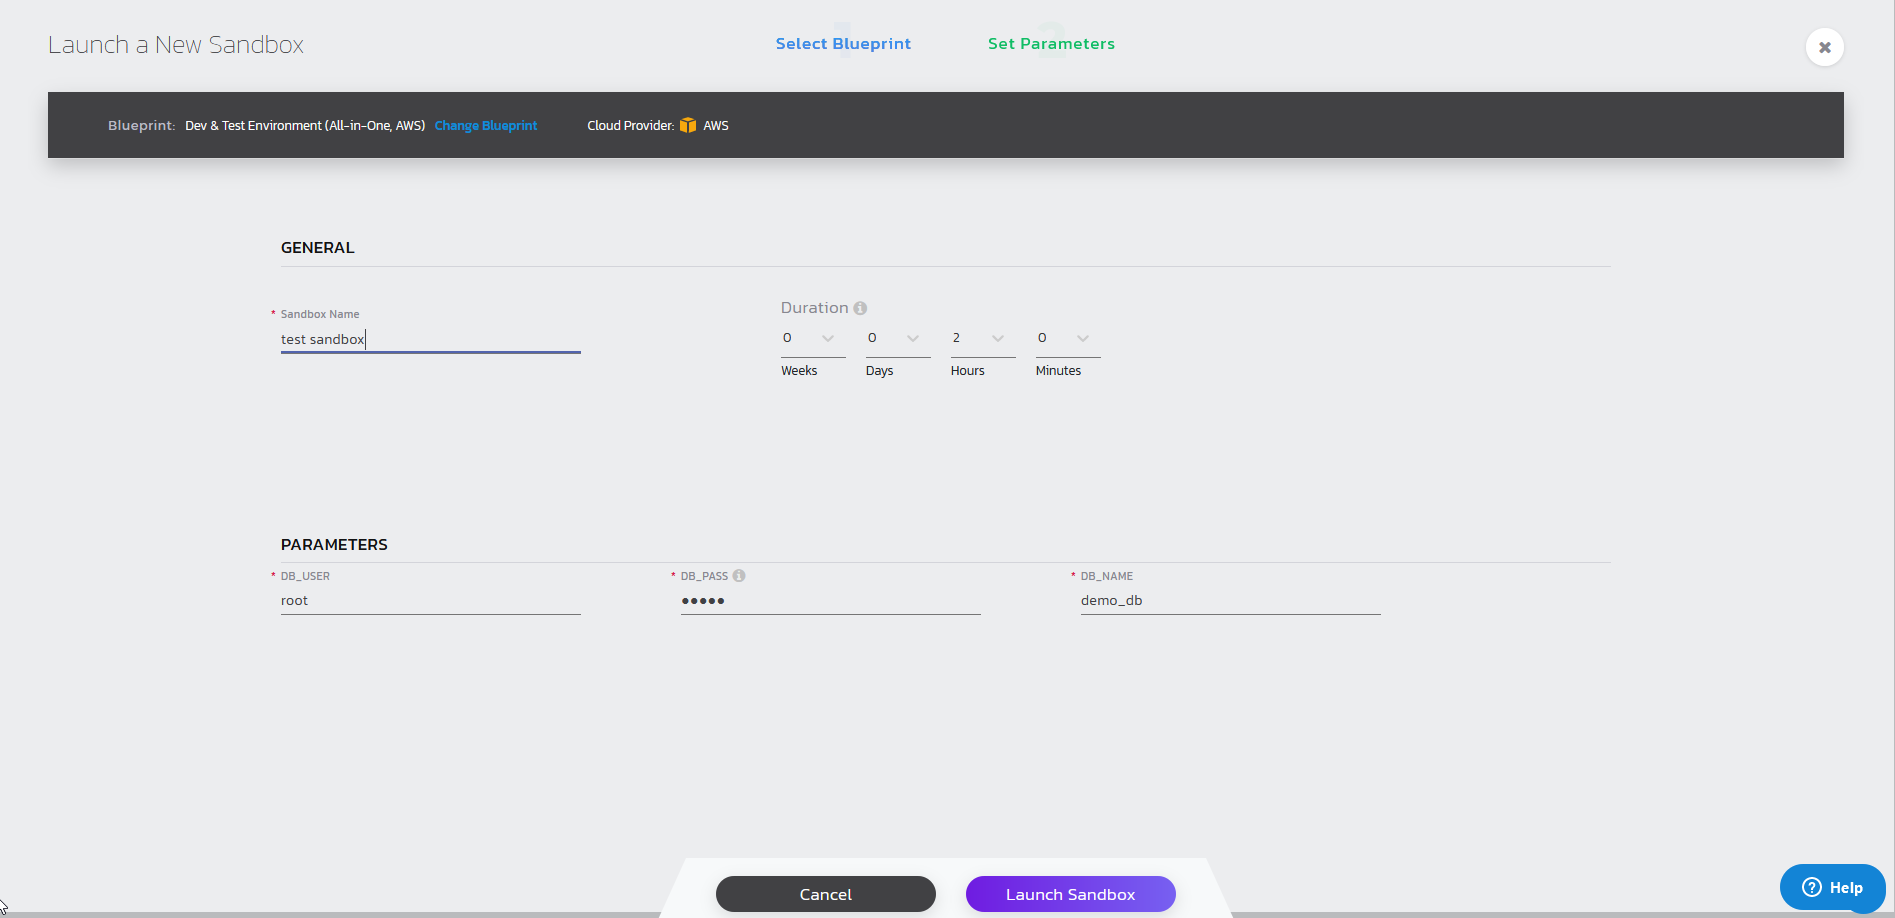 Launch a New Sandbox
1
Select Blueprint
2
Set Parameters
Blueprint: Dev & Test Environment (All-in-One, AWS) Change Blueprint Cloud Provider: AWS
GENERAL
* Sandbox Name
test sandbox
Duration
0 0 2 0
Weeks Days Hours Minutes
PARAMETERS
* DB_USER * DB_PASS * DB_NAME
root ●●●●● demo_db
Cancel Launch Sandbox
? Help